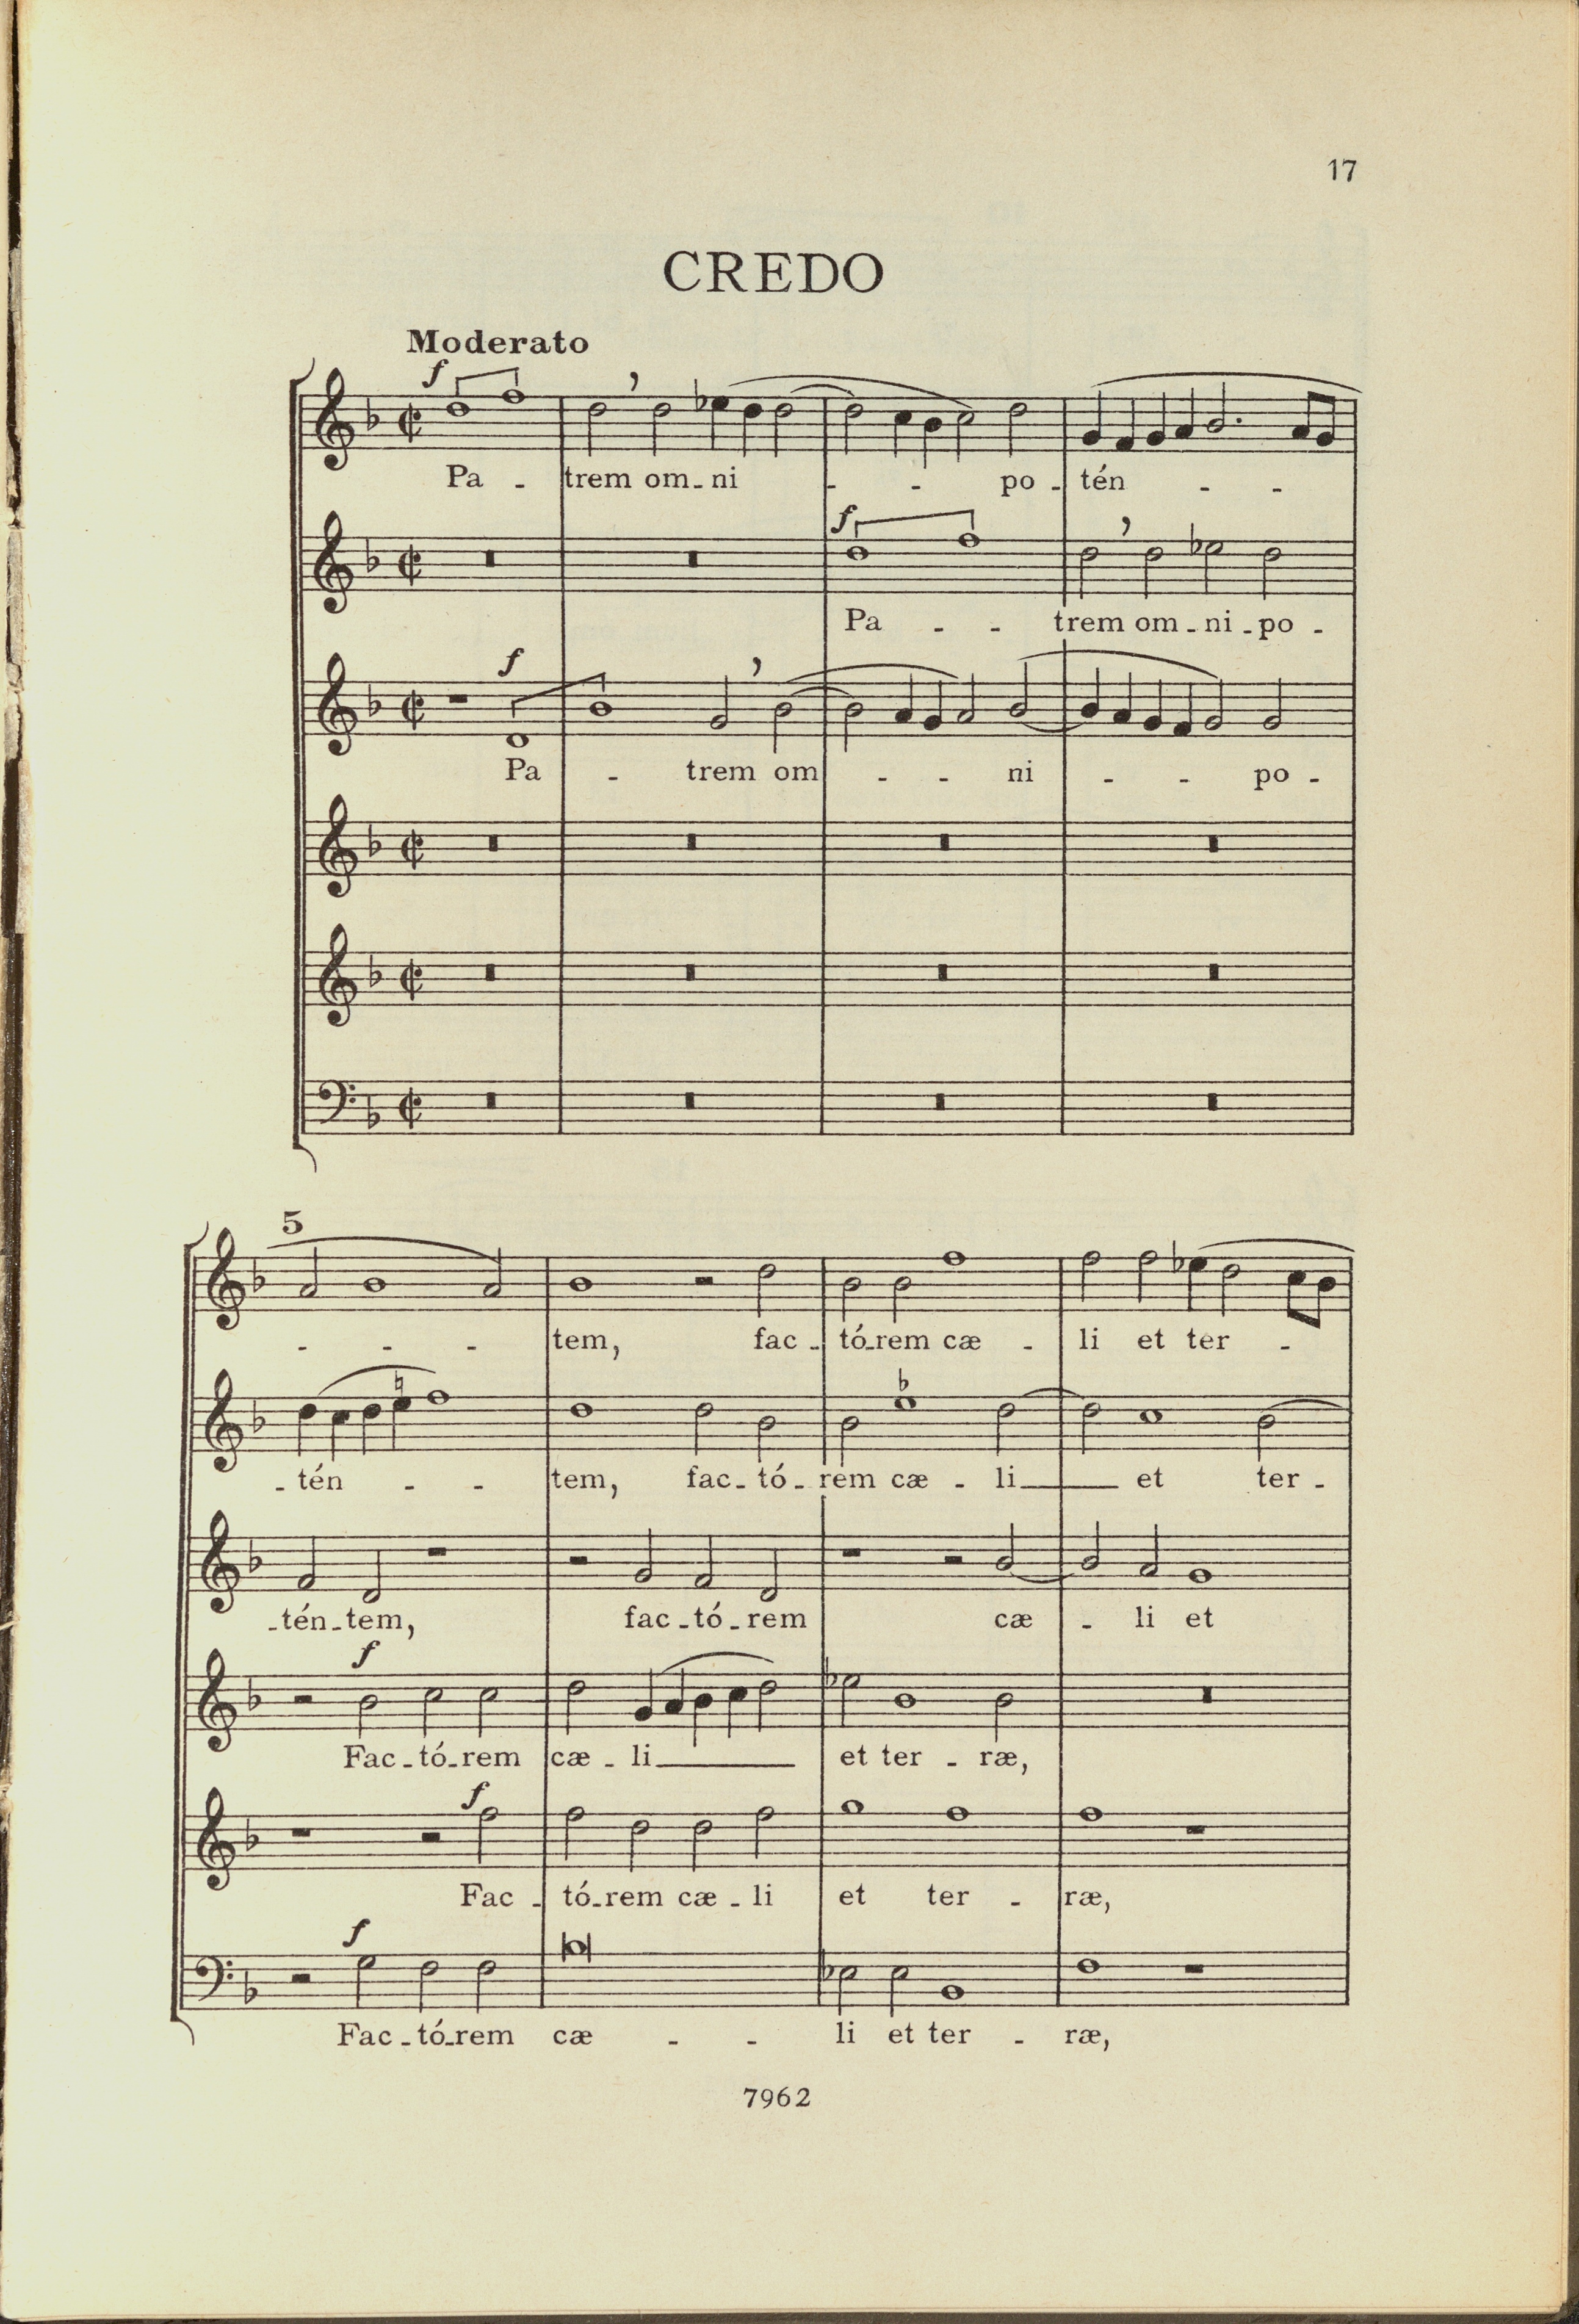 17
CREDO
Moderato
f
Pa - trem om - ni - - po - tén - -
f
Pa - - trem om - ni - po -
f
Pa - trem om - - ni - - po -
5
- - - tem, fac - tó - rem cæ - li et ter -
- tén - - tem, fac - tó - rem cæ - li et ter -
- tén - tem, fac - tó - rem cæ - li et
f
Fac - tó - rem cæ - li et ter - ræ,
f
Fac - tó - rem cæ - li et ter - ræ,
f
Fac - tó - rem cæ - - li et ter - ræ,
7962